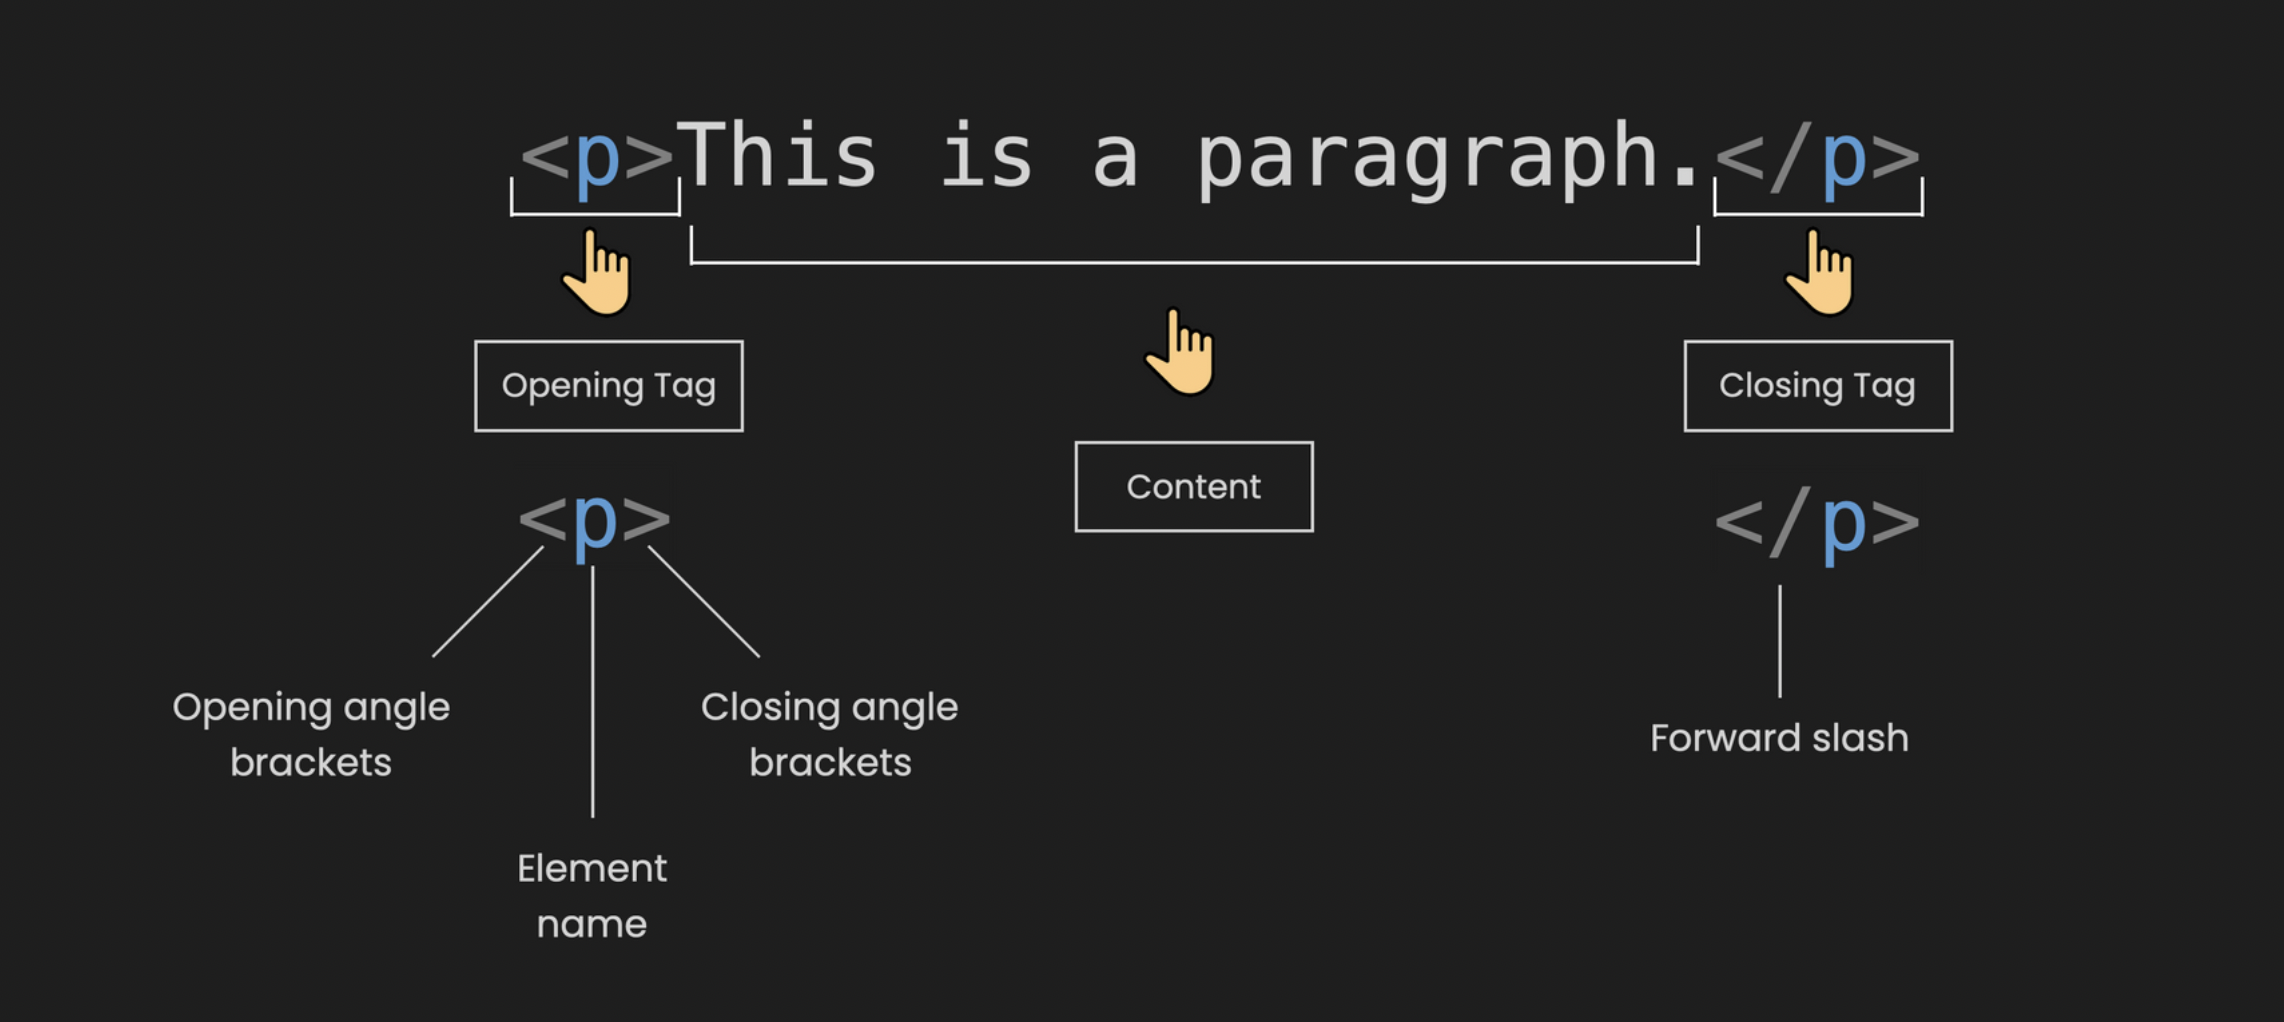 <p>This is a paragraph.</p>
Opening Tag
Closing Tag
Content
<p>
</p>
Opening angle
brackets
Closing angle
brackets
Forward slash
Element
name